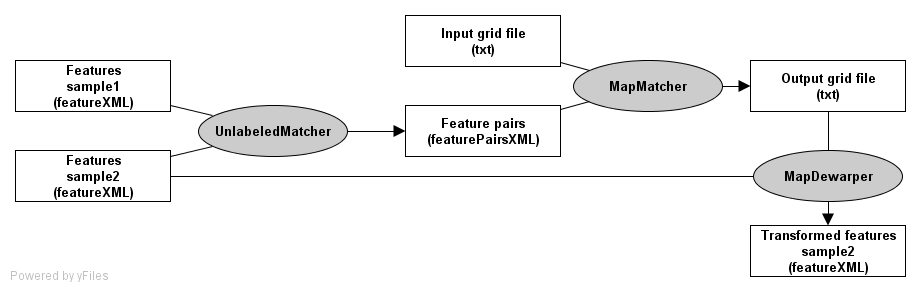 Input grid file
(txt)
Features
sample1
(featureXML)
MapMatcher
Output grid file
(txt)
UnlabeledMatcher
Feature pairs
(featurePairsXML)
Features
sample2
(featureXML)
MapDewarper
Transformed features
sample2
(featureXML)
Powered by yFiles